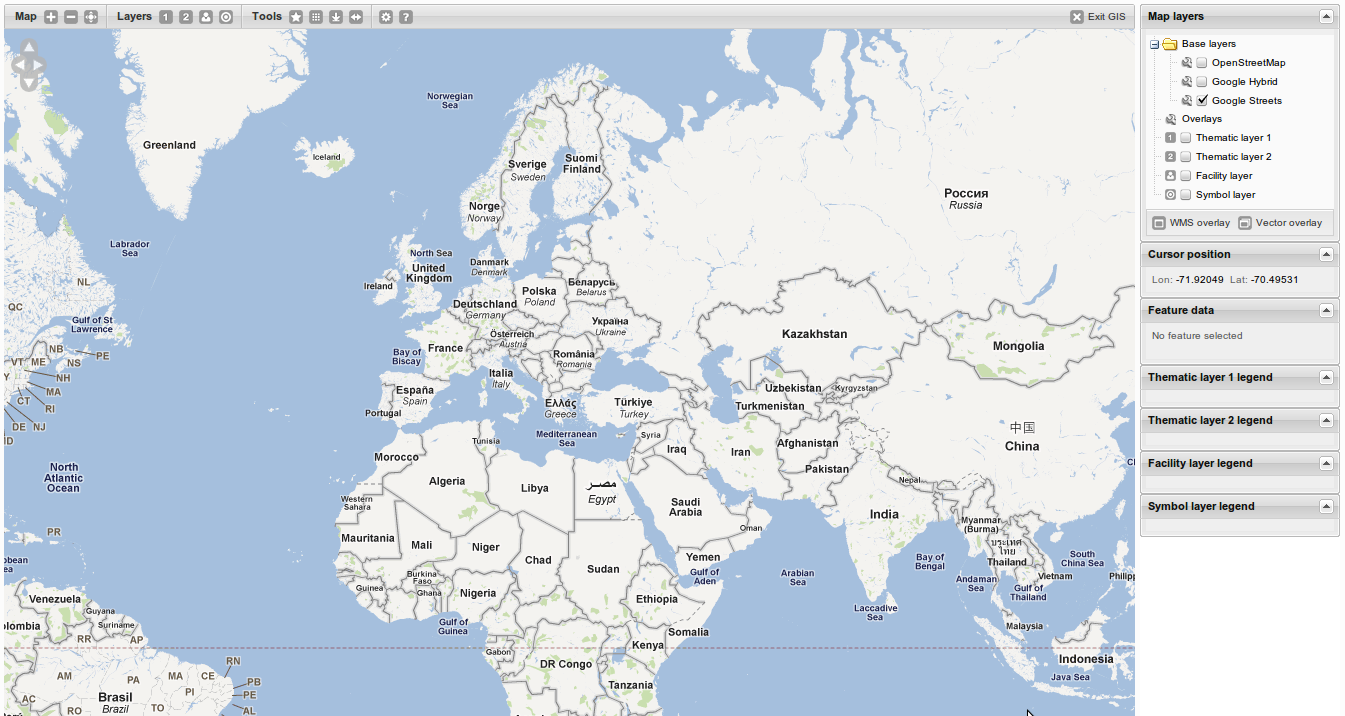 Map
Layers 1 2
Tools
?
Exit GIS
Norwegian
Sea
Greenland
Iceland
Sverige
Sweden
Suomi
Finland
Norge
Norway
Россия
Russia
Labrador
Sea
North Sea
United
Kingdom
Danmark
Denmark
Ireland
NL
Polska
Poland
Беларусь
Belarus
Deutschland
Germany
QC
Gulf of St
Lawrence
Україна
Ukraine
Österreich
Austria
Kazakhstan
NB
PE
VT
ME
NS
France
Bay of
Biscay
România
Romania
Mongolia
NH
Y
MA
Italia
Italy
España
Spain
Uzbekistan
Kyrgyzstan
CT
RI
Portugal
Ελλάς
Greece
Türkiye
Turkey
Turkmenistan
DE
NJ
ID
Mediterranean
Sea
Tunisia
Syria
Iraq
Iran
Afghanistan
中国
China
Morocco
North
Atlantic
Ocean
Algeria
Libya
مصر
Egypt
Pakistan
Nepal
Western
Sahara
Saudi
Arabia
India
Oman
Myanmar
(Burma)
PR
Mauritania
Mali
Niger
Chad
Sudan
Yemen
Gulf of
Aden
Arabian
Sea
Bay of
Bengal
ประเทศ
ไทย
Thailand
South
China Sea
bbean
ea
Guinea
Burkina
Faso
Ghana
Nigeria
Ethiopia
Andaman
Sea
Vietnam
Philipp
Gulf of
Thailand
Venezuela
Guyana
Suriname
Gulf of
Guinea
Laccadive
Sea
olombia
RR
AP
Somalia
Malaysia
Gabon
Kenya
DR Congo
Indonesia
Java Sea
RN
AM
PA
MA
CE
PB
PI
PE
Tanzania
AC
Brasil
Brazil
TO
RO
AL
Map layers
Base layers
OpenStreetMap
Google Hybrid
Google Streets
Overlays
1 Thematic layer 1
2 Thematic layer 2
Facility layer
Symbol layer
WMS overlay Vector overlay
Cursor position
Lon: -71.92049 Lat: -70.49531
Feature data
No feature selected
Thematic layer 1 legend
Thematic layer 2 legend
Facility layer legend
Symbol layer legend